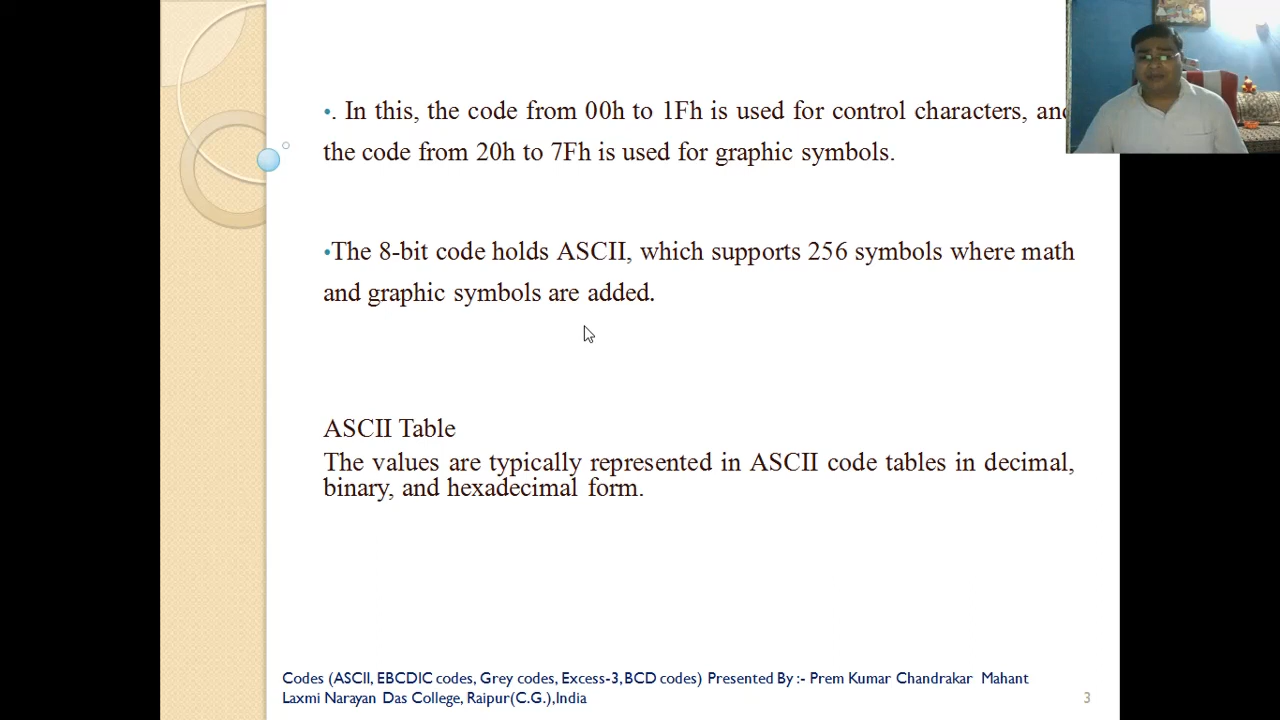 •. In this, the code from 00h to 1Fh is used for control characters, and
the code from 20h to 7Fh is used for graphic symbols.
•The 8-bit code holds ASCII, which supports 256 symbols where math
and graphic symbols are added.
ASCII Table
The values are typically represented in ASCII code tables in decimal,
binary, and hexadecimal form.
Codes (ASCII, EBCDIC codes, Grey codes, Excess-3, BCD codes) Presented By :- Prem Kumar Chandrakar Mahant
Laxmi Narayan Das College, Raipur(C.G.),India
3